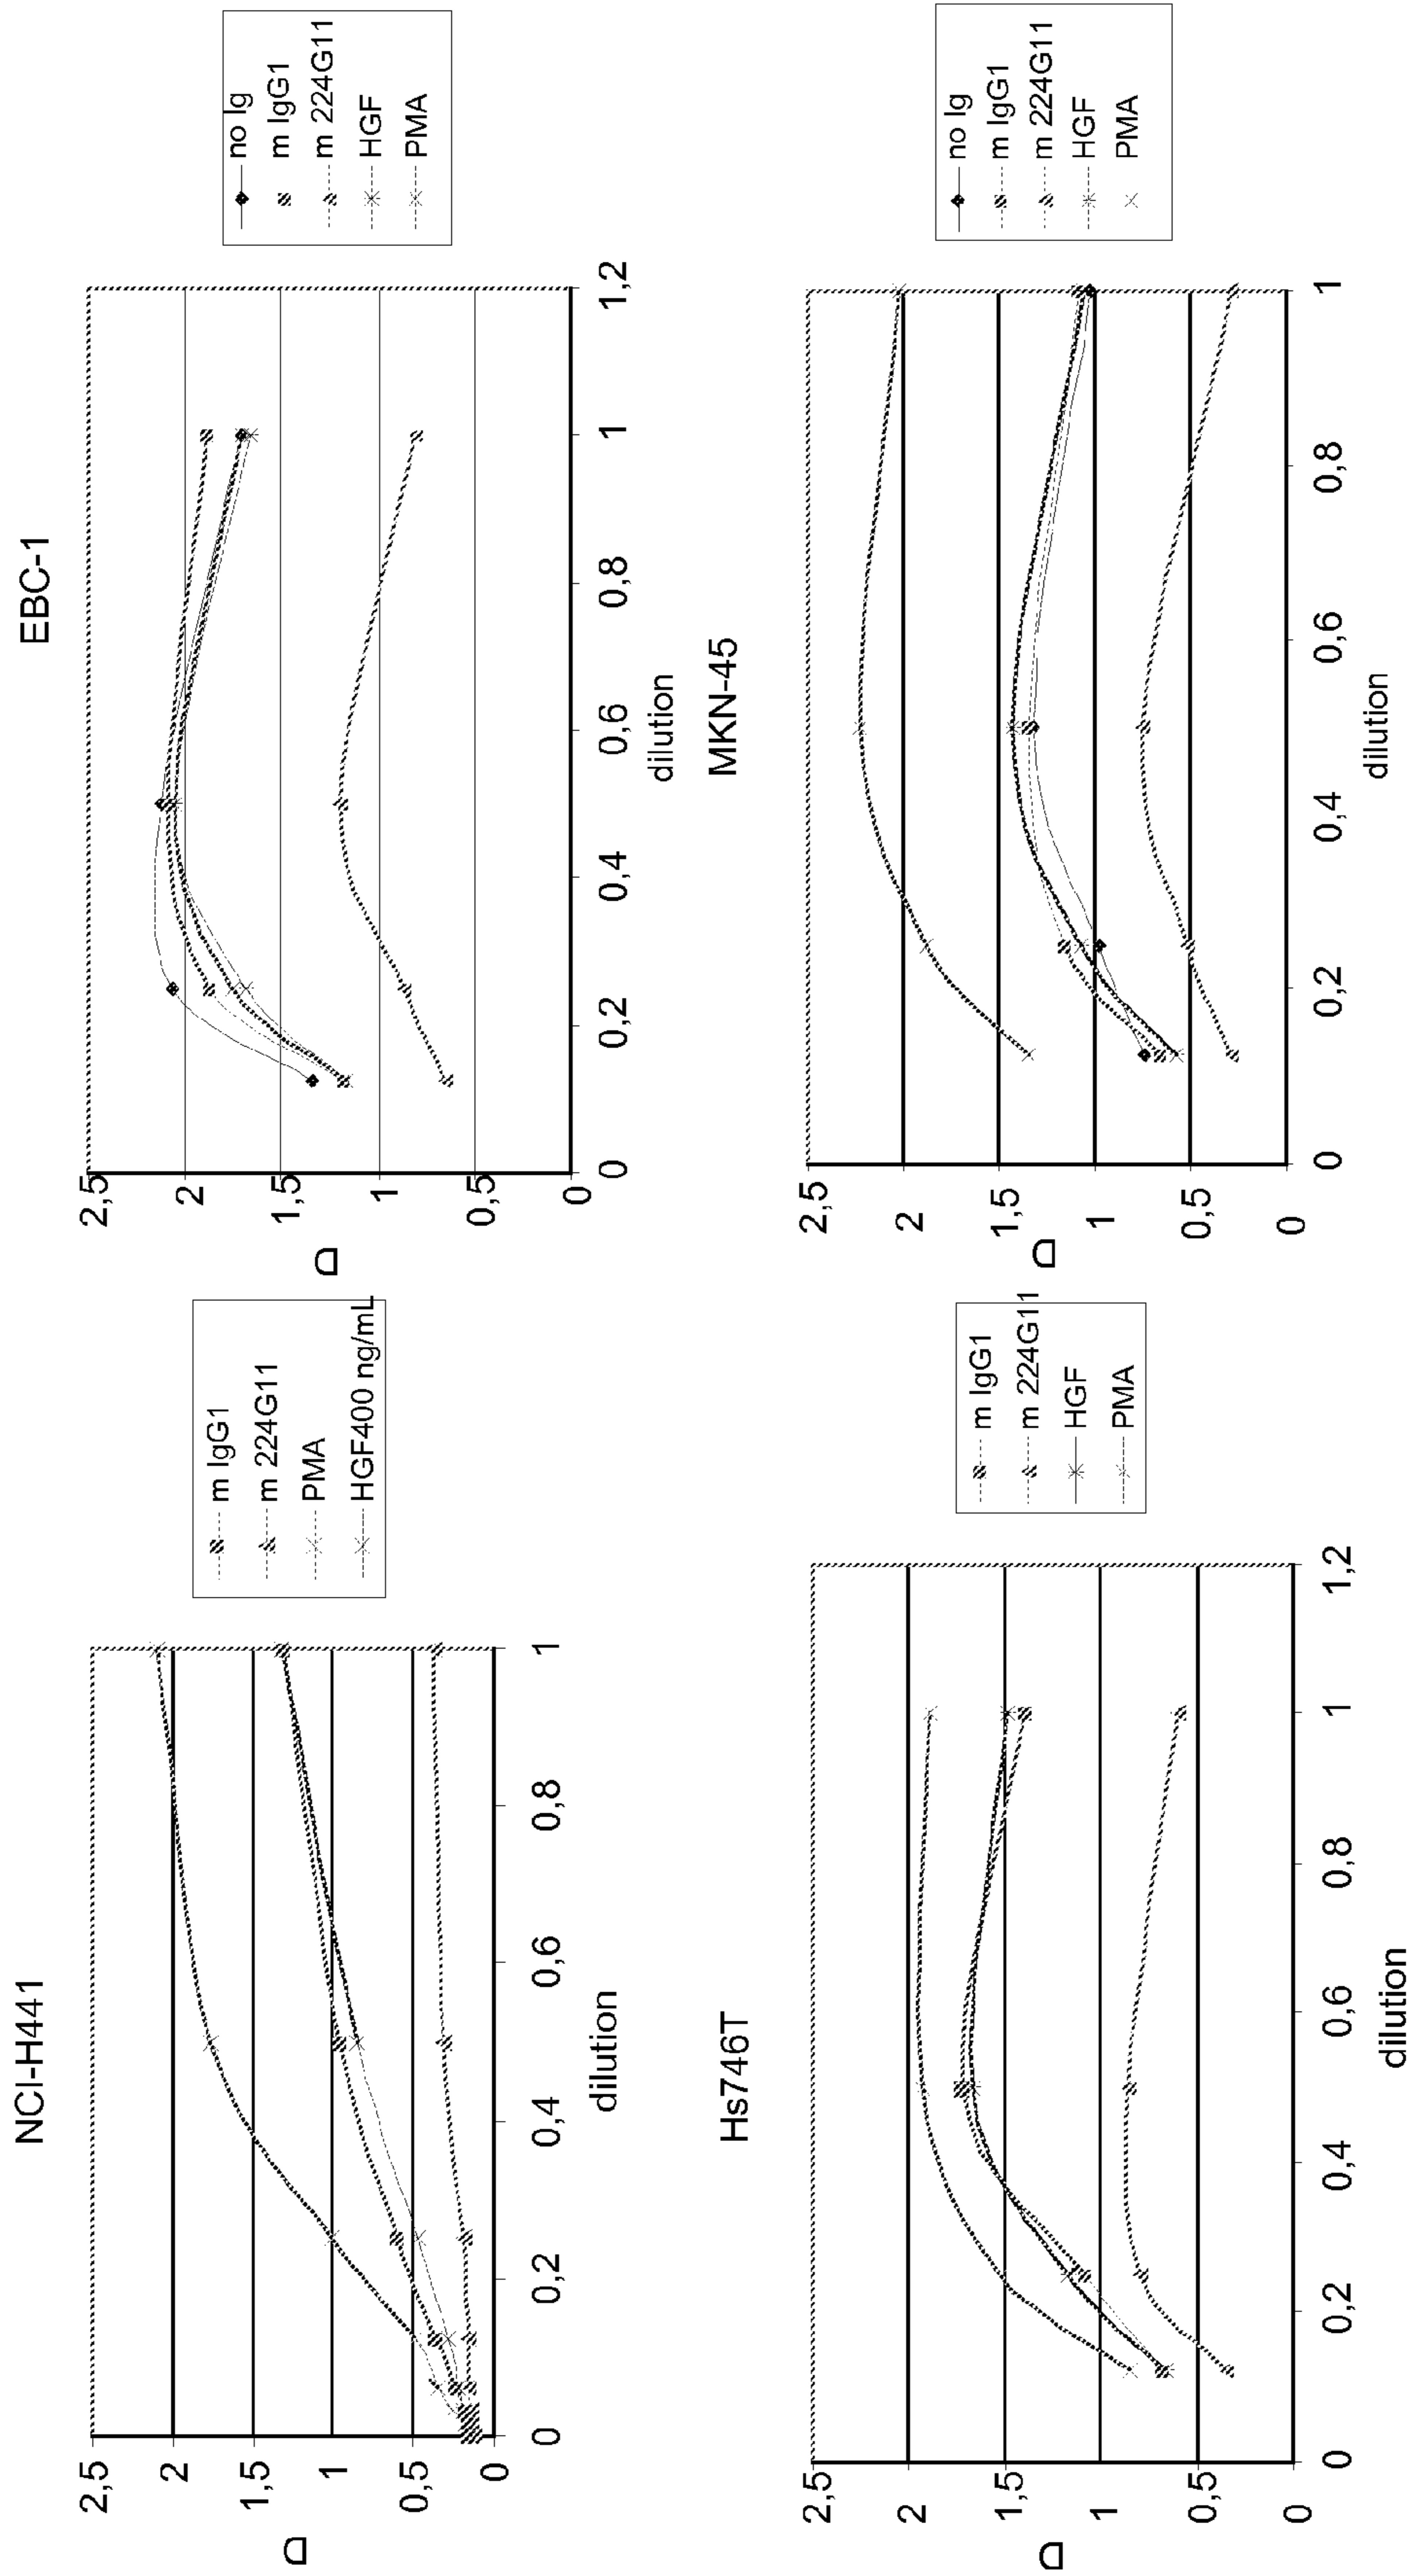 NCI-H441
2,5
2
1,5
1
0,5
0
D
0
0,2
0,4
0,6
0,8
1
dilution
m IgG1
m 224G11
PMA
HGF400 ng/mL
EBC-1
2,5
2
1,5
1
0,5
0
D
0
0,2
0,4
0,6
0,8
1
1,2
dilution
no Ig
m IgG1
m 224G11
HGF
PMA
Hs746T
2,5
2
1,5
1
0,5
0
D
0
0,2
0,4
0,6
0,8
1
1,2
dilution
m IgG1
m 224G11
HGF
PMA
MKN-45
2,5
2
1,5
1
0,5
0
D
0
0,2
0,4
0,6
0,8
1
dilution
no Ig
m IgG1
m 224G11
HGF
PMA